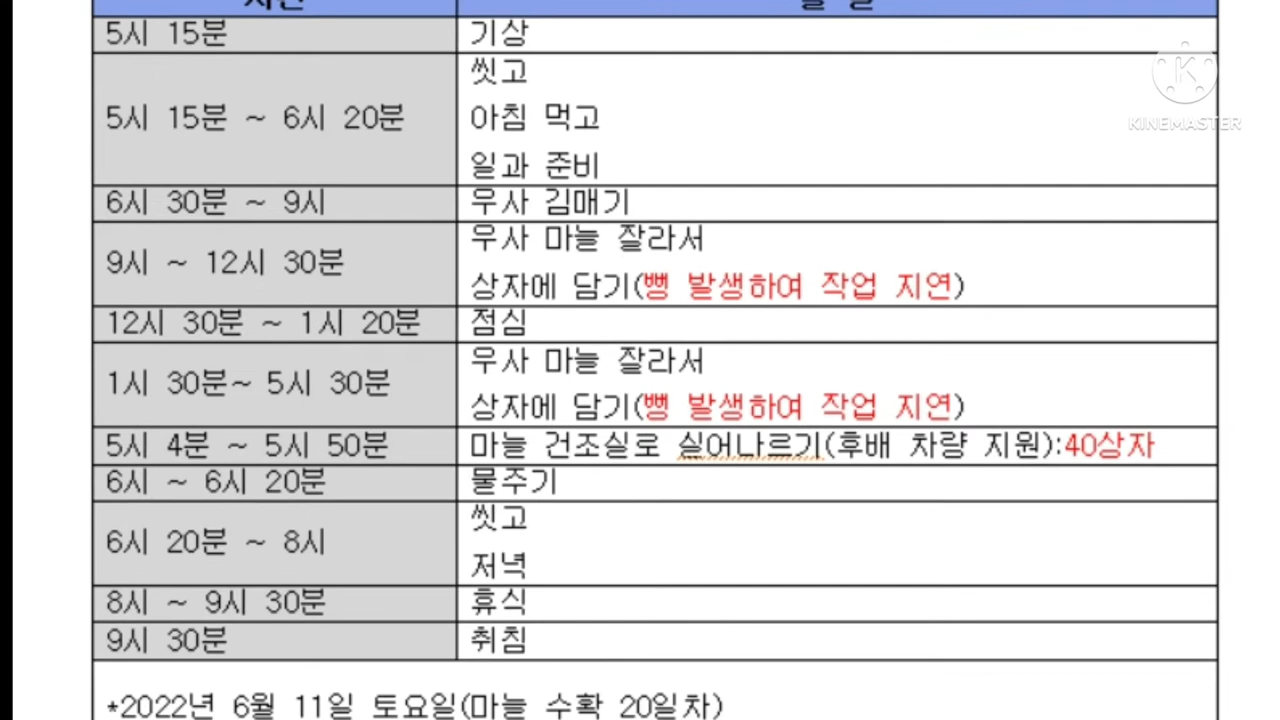 5시 15분 기상
씻고
5시 15분 ~ 6시 20분 아침 먹고
일과 준비
6시 30분 ~ 9시 우사 김매기
우사 마늘 잘라서
9시 ~ 12시 30분
상자에 담기(뻥 발생하여 작업 지연)
12시 30분 ~ 1시 20분 점심
우사 마늘 잘라서
1시 30분~ 5시 30분
상자에 담기(뻥 발생하여 작업 지연)
5시 4분 ~ 5시 50분 마늘 건조실로 실어나르기(후배 차량 지원):40상자
6시 ~ 6시 20분 물주기
씻고
6시 20분 ~ 8시
저녁
8시 ~ 9시 30분 휴식
9시 30분 취침
*2022년 6월 11일 토요일(마늘 수확 20일차)
KINEMASTER